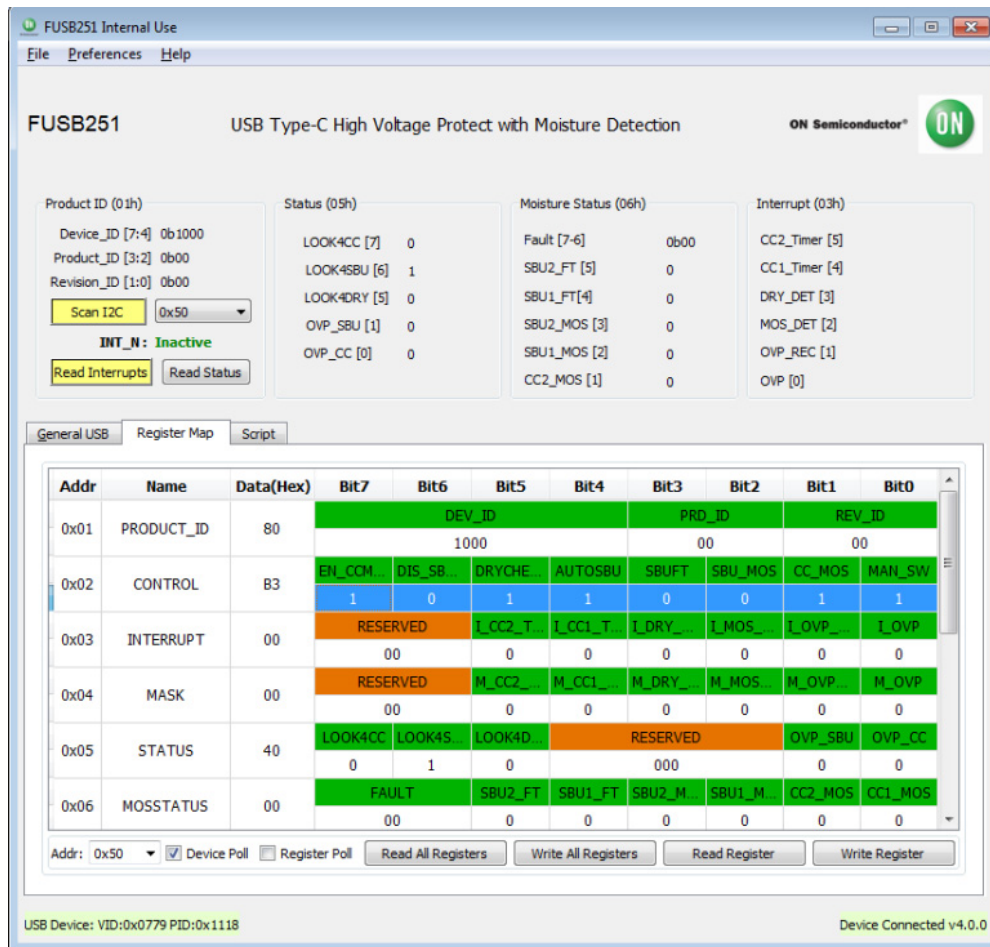 FUSB251 Internal Use
File Preferences Help
FUSB251
USB Type-C High Voltage Protect with Moisture Detection
ON Semiconductor®
ON
Product ID (01h)
Device_ID [7:4] 0b1000
Product_ID [3:2] 0b00
Revision_ID [1:0] 0b00
Scan I2C 0x50
INT_N: Inactive
Read Interrupts Read Status
Status (05h)
LOOK4CC [7] 0
LOOK4SBU [6] 1
LOOK4DRY [5] 0
OVP_SBU [1] 0
OVP_CC [0] 0
Moisture Status (06h)
Fault [7-6] 0b00
SBU2_FT [5] 0
SBU1_FT[4] 0
SBU2_MOS [3] 0
SBU1_MOS [2] 0
CC2_MOS [1] 0
Interrupt (03h)
CC2_Timer [5]
CC1_Timer [4]
DRY_DET [3]
MOS_DET [2]
OVP_REC [1]
OVP [0]
General USB Register Map Script
Addr Name Data(Hex) Bit7 Bit6 Bit5 Bit4 Bit3 Bit2 Bit1 Bit0
DEV_ID PRD_ID REV_ID
0x01 PRODUCT_ID 80
1000 00 00
EN_CCM... DIS_SB... DRYCHE... AUTOSBU SBUFT SBU_MOS CC_MOS MAN_SW
0x02 CONTROL B3
1 0 1 1 0 0 1 1
RESERVED I_CC2_T... I_CC1_T... I_DRY_... I_MOS_... I_OVP_... I_OVP
0x03 INTERRUPT 00
00 0 0 0 0 0 0
RESERVED M_CC2_... M_CC1_... M_DRY_... M_MOS... M_OVP... M_OVP
0x04 MASK 00
00 0 0 0 0 0 0
LOOK4CC LOOK4S... LOOK4D... RESERVED OVP_SBU OVP_CC
0x05 STATUS 40
0 1 0 000 0 0
FAULT SBU2_FT SBU1_FT SBU2_M... SBU1_M... CC2_MOS CC1_MOS
0x06 MOSSTATUS 00
00 0 0 0 0 0 0
Addr: 0x50 Device Poll Register Poll Read All Registers Write All Registers Read Register Write Register
USB Device: VID:0x0779 PID:0x1118
Device Connected v4.0.0